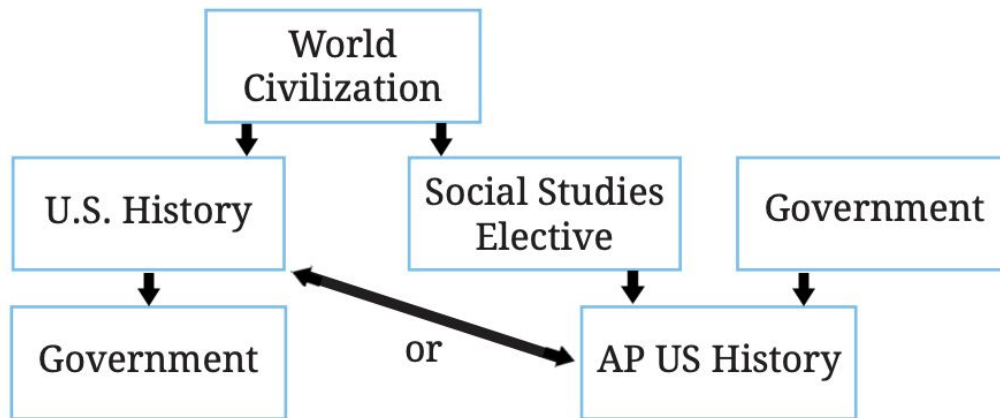 World
Civilization
U.S. History
Social Studies
Elective
Government
Government
or
AP US History